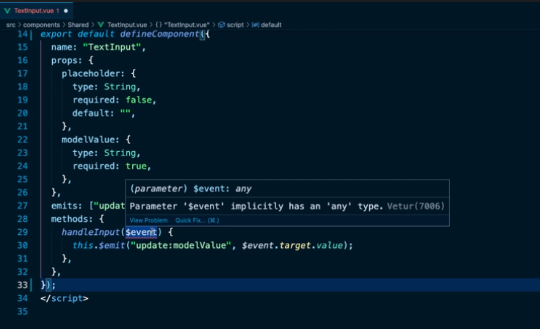 TextInput.vue 1
src > components > Shared > TextInput.vue > {} "TextInput.vue" > script > default
14 export default defineComponent({
15 name: "TextInput",
16 props: {
17 placeholder: {
18 type: String,
19 required: false,
20 default: "",
21 },
22 modelValue: {
23 type: String,
24 required: true,
25 },
26 },
(parameter) $event: any
Parameter '$event' implicitly has an 'any' type. Vetur(7006)
View Problem Quick Fix... (⌘.)
27 emits: ["updat
28 methods: {
29 handleInput($event) {
30 this.$emit("update:modelValue", $event.target.value);
31 },
32 },
33 });
34 </script>
35